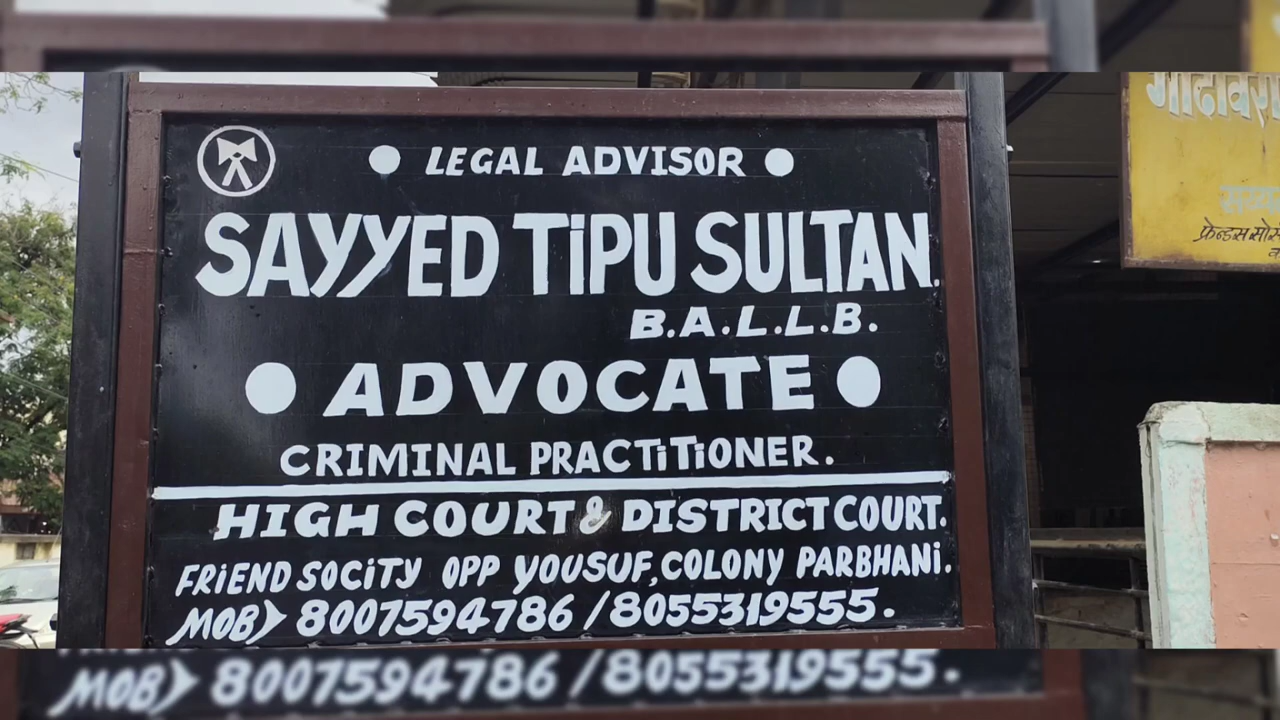 LEGAL ADVISOR
SAYYED TiPU SULTAN.
B.A.L.L.B.
ADVOCATE
CRIMINAL PRACTiTiONER.
HIGH COURT & DISTRICT COURT.
FRiEND SOCiTY OPP YOUSUF, COLONY PARBHANi.
MOB> 8007594786 / 8055319555.
MOB> 8007594786 / 8055319555.